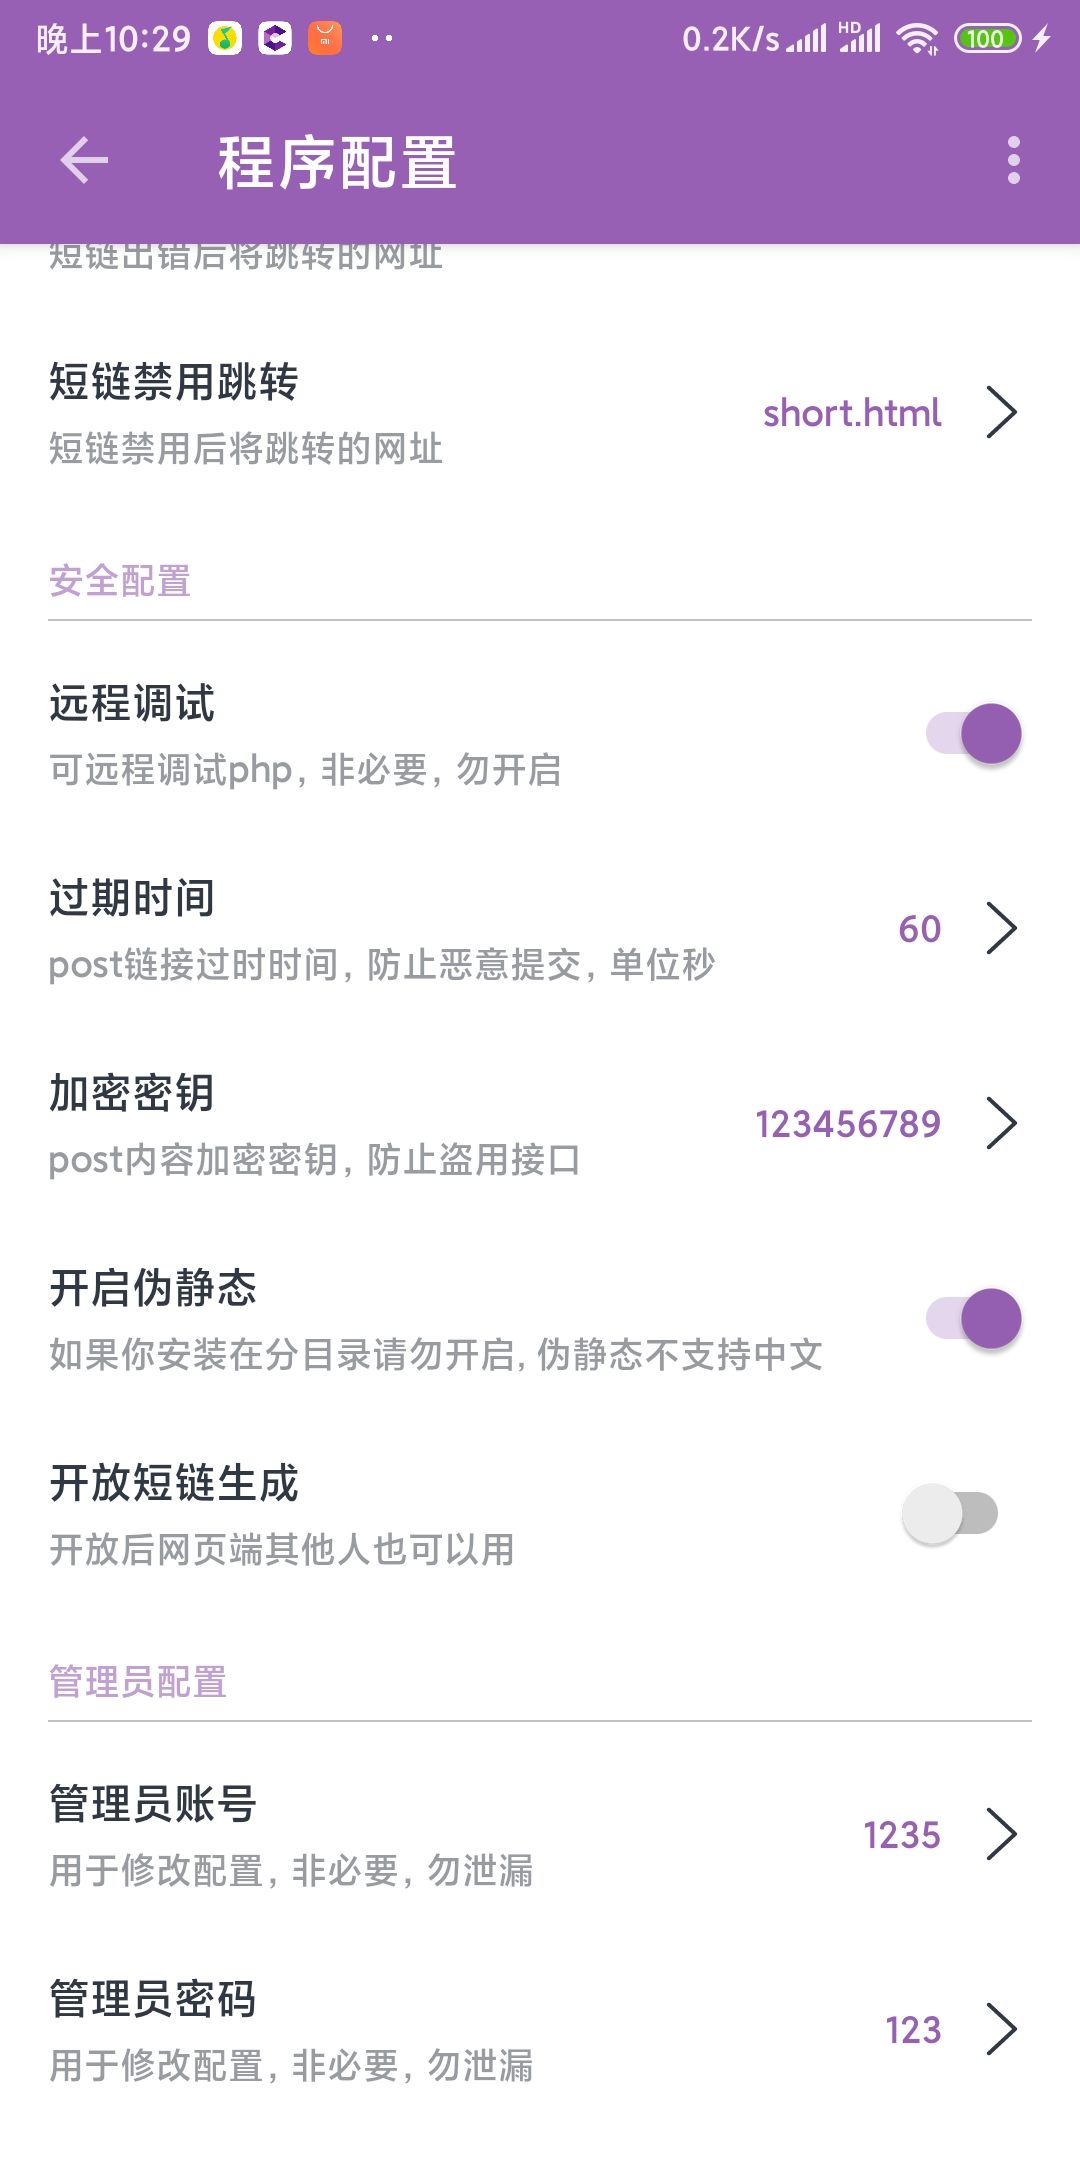 晚上10:29
0.2K/s HD 100
程序配置
短链出错后将跳转的网址
短链禁用跳转
short.html
短链禁用后将跳转的网址
安全配置
远程调试
可远程调试php, 非必要, 勿开启
过期时间
60
post链接过时时间, 防止恶意提交, 单位秒
加密密钥
123456789
post内容加密密钥, 防止盗用接口
开启伪静态
如果你安装在分目录请勿开启, 伪静态不支持中文
开放短链生成
开放后网页端其他人也可以用
管理员配置
管理员账号
1235
用于修改配置, 非必要, 勿泄漏
管理员密码
123
用于修改配置, 非必要, 勿泄漏